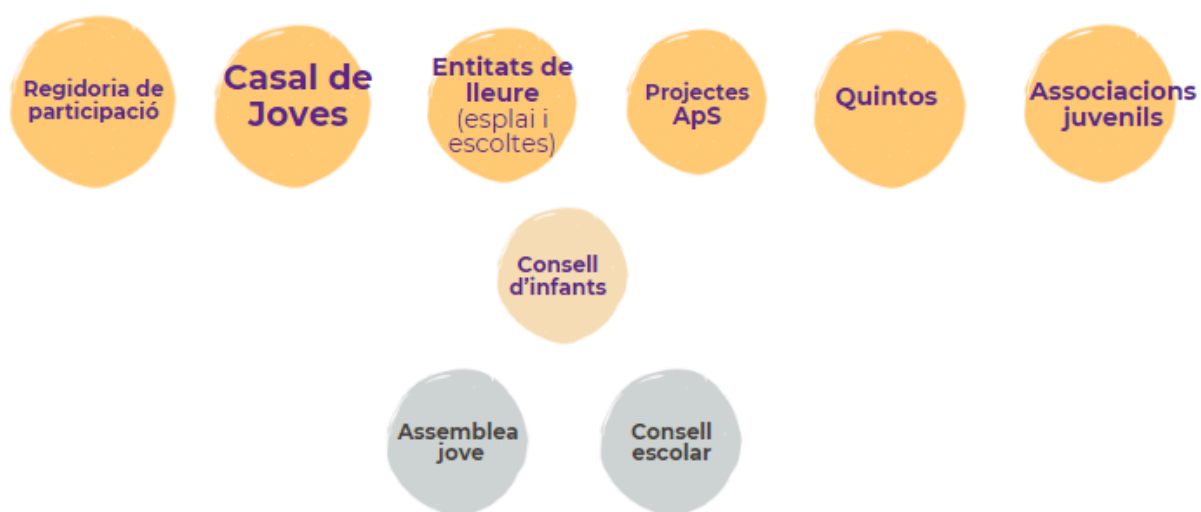 Regidoria de
participació
Casal de
Joves
Entitats de
lleure
(esplai i
escoltes)
Projectes
ApS
Quintos
Associacions
juvenils
Consell
d'infants
Assemblea
jove
Consell
escolar